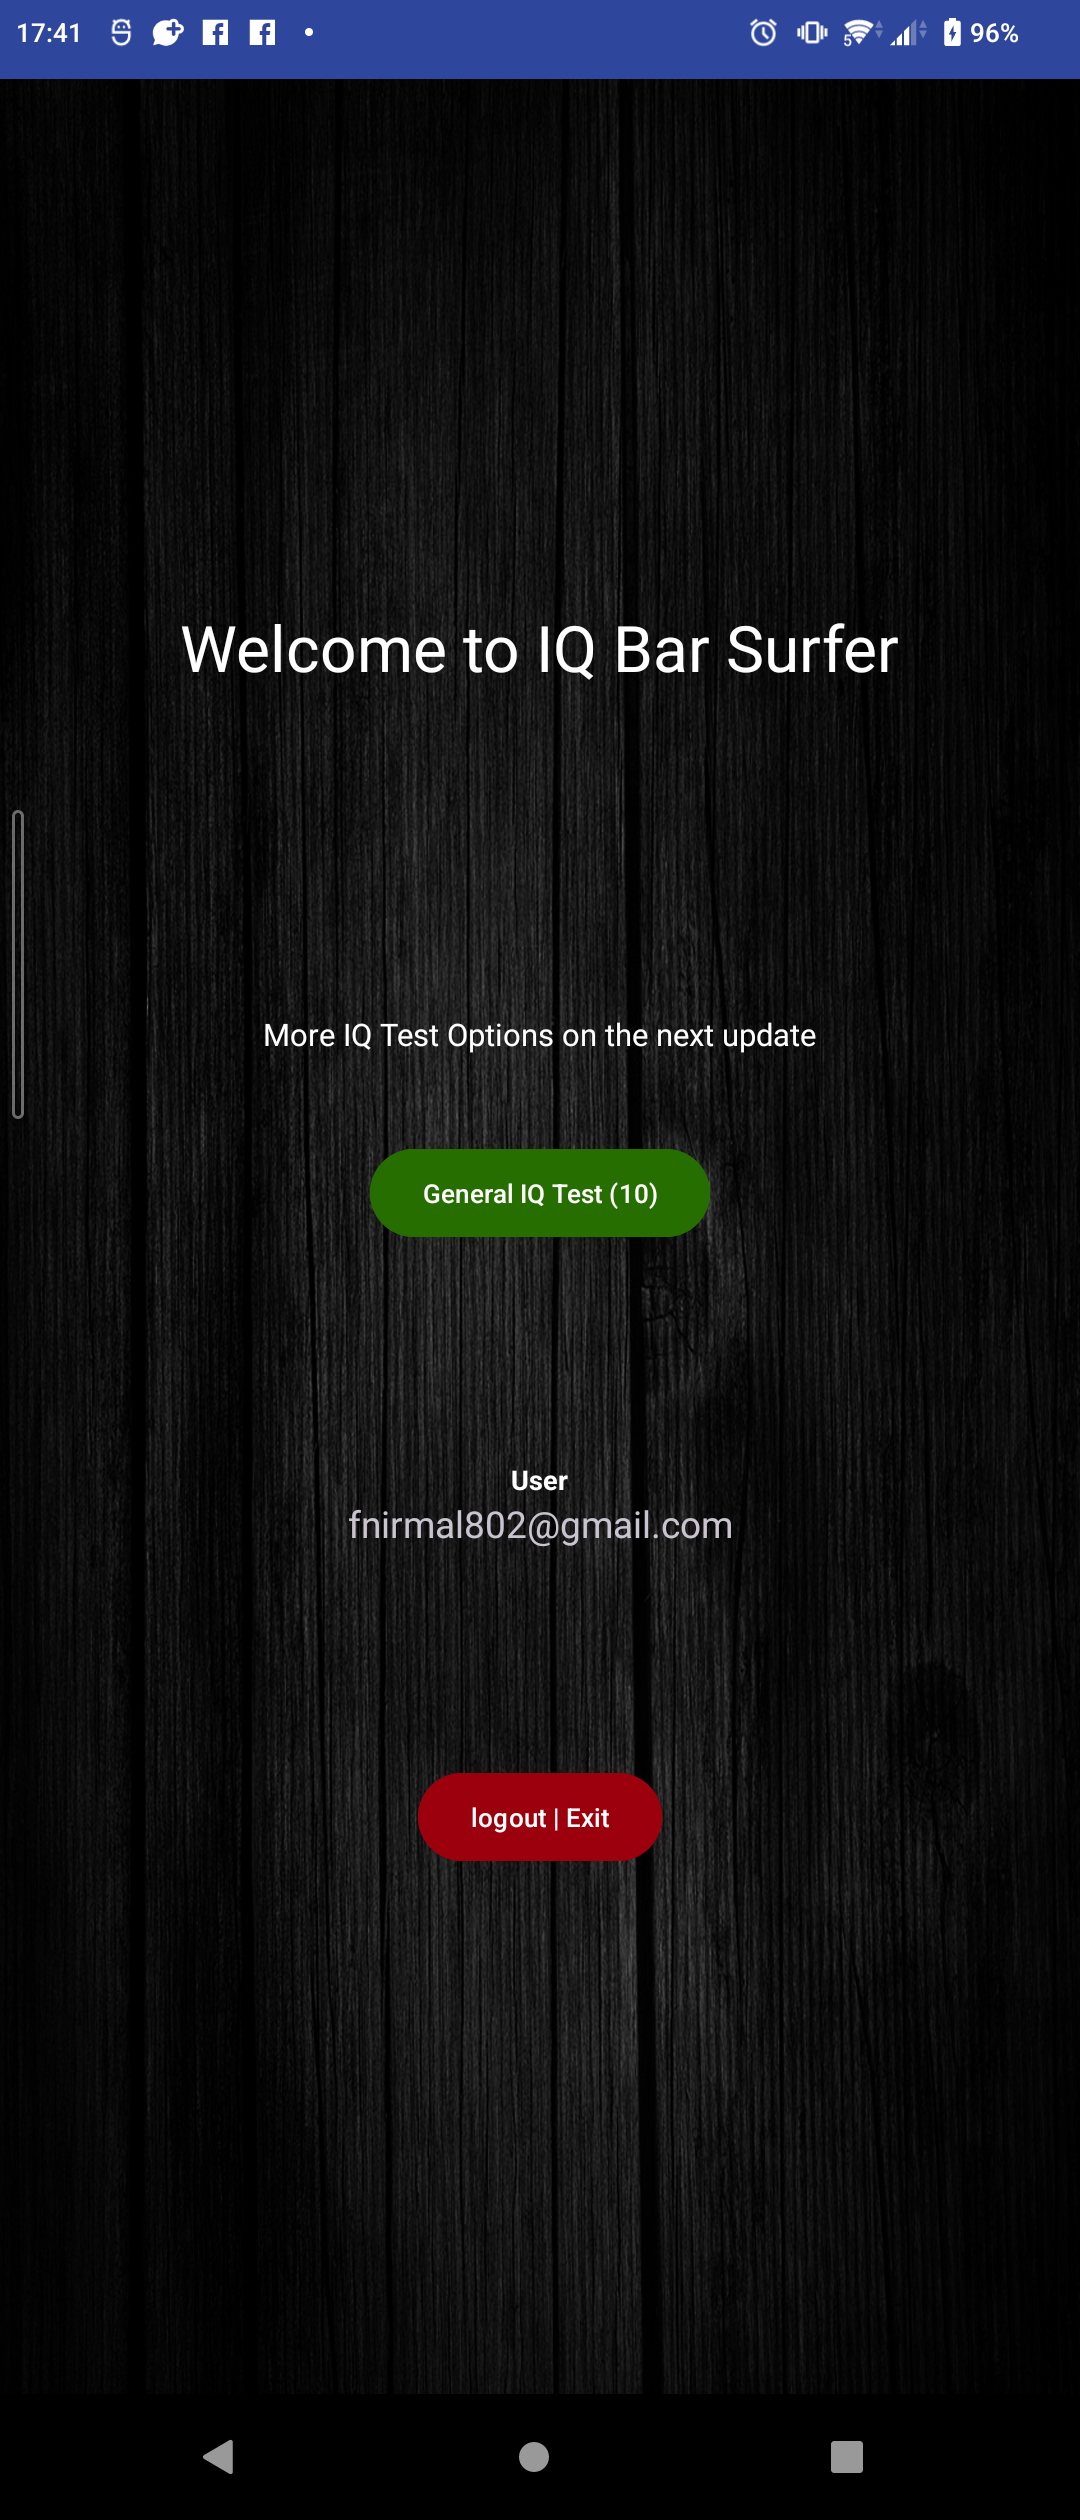 17:41
5
96%
Welcome to IQ Bar Surfer
More IQ Test Options on the next update
General IQ Test (10)
User
fnirmal802@gmail.com
logout | Exit